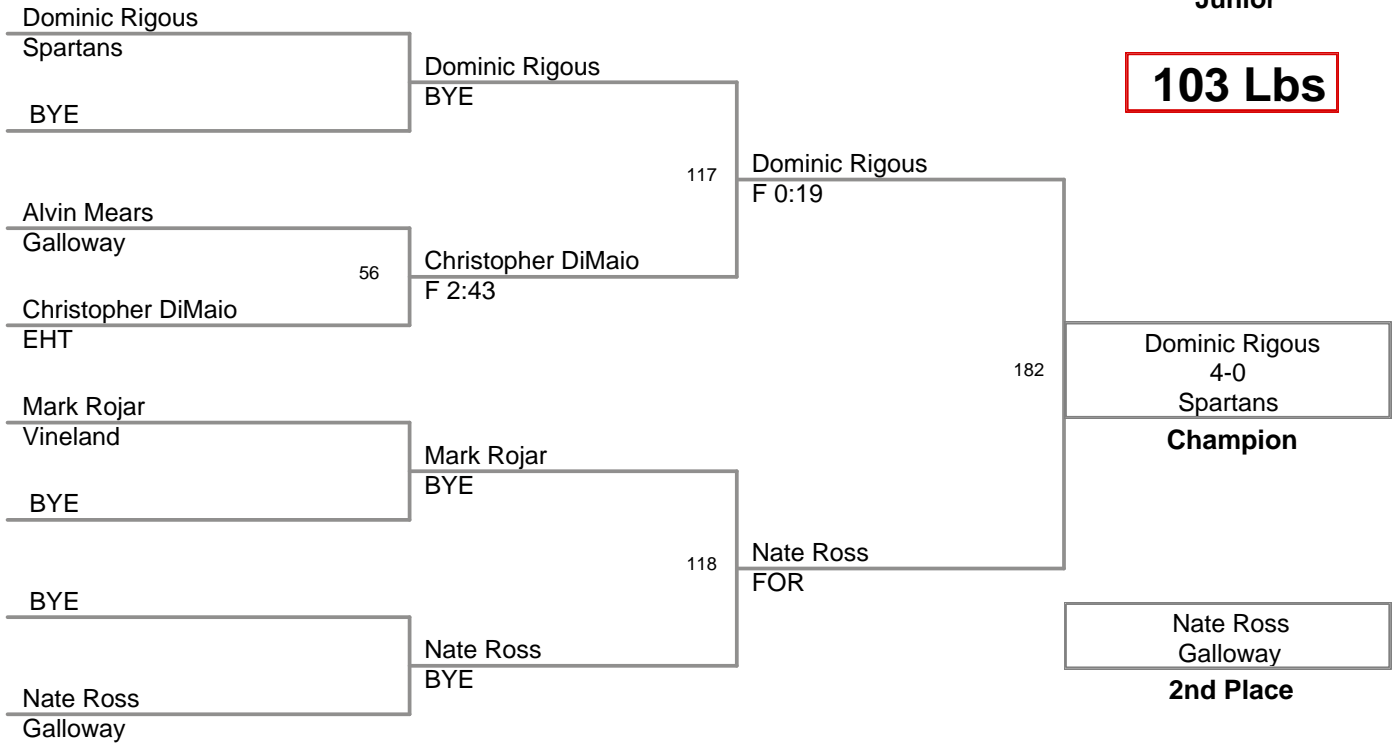 Junior
103 Lbs
Dominic Rigous
Spartans
BYE
Alvin Mears
Galloway
56
Christopher DiMaio
EHT
Mark Rojar
Vineland
BYE
BYE
Nate Ross
Galloway
Dominic Rigous
BYE
117
Christopher DiMaio
F 2:43
Mark Rojar
BYE
118
Nate Ross
BYE
Dominic Rigous
F 0:19
182
Nate Ross
FOR
Dominic Rigous
4-0
Spartans
Champion
Nate Ross
Galloway
2nd Place